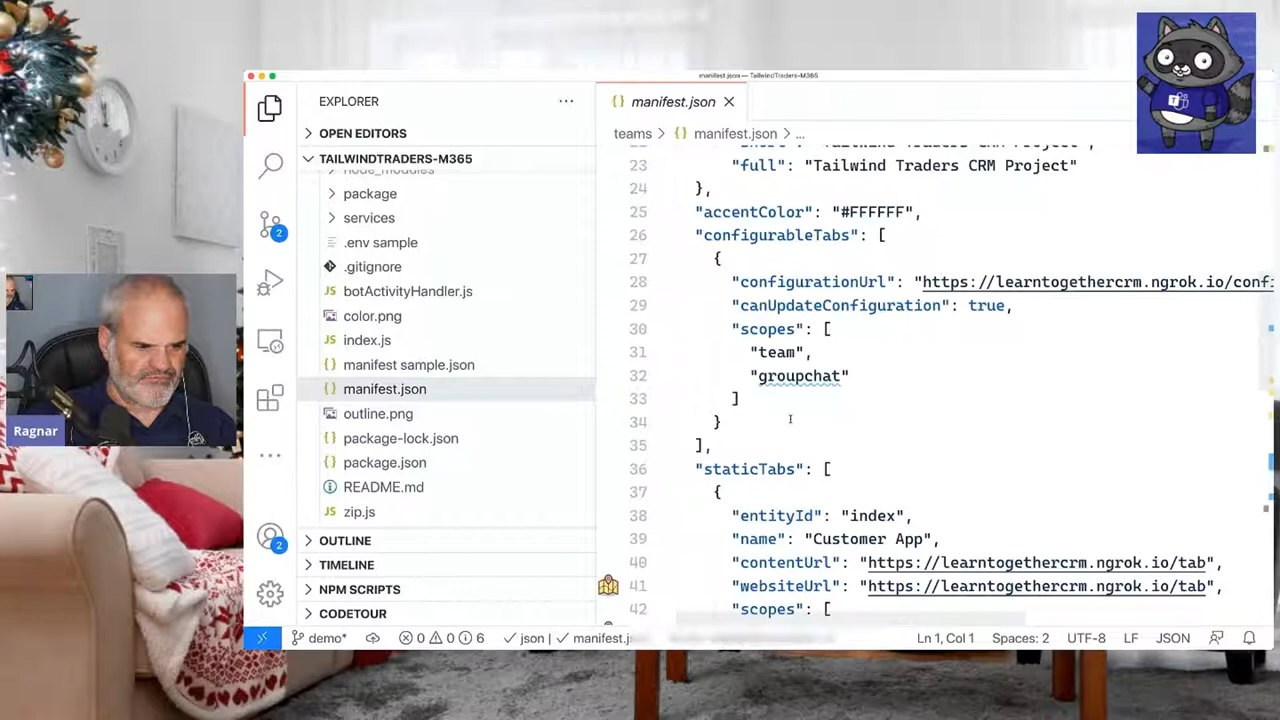 manifest.json — TailwindTraders-M365
EXPLORER
OPEN EDITORS
TAILWINDTRADERS-M365
node_modules
package
services
.env sample
.gitignore
botActivityHandler.js
color.png
index.js
manifest sample.json
manifest.json
outline.png
package-lock.json
package.json
README.md
zip.js
OUTLINE
TIMELINE
NPM SCRIPTS
CODETOUR
2
2
manifest.json
teams > {} manifest.json > ...
23 "full": "Tailwind Traders CRM Project"
24 },
25 "accentColor": "#FFFFFF",
26 "configurableTabs": [
27 {
28 "configurationUrl": "https://learntogethercrm.ngrok.io/conf
29 "canUpdateConfiguration": true,
30 "scopes": [
31 "team",
32 "groupchat"
33 ]
34 }
35 ],
36 "staticTabs": [
37 {
38 "entityId": "index",
39 "name": "Customer App",
40 "contentUrl": "https://learntogethercrm.ngrok.io/tab",
41 "websiteUrl": "https://learntogethercrm.ngrok.io/tab",
42 "scopes": [
demo* 0 0 6 json | manifest.js Ln 1, Col 1 Spaces: 2 UTF-8 LF JSON
Ragnar
T